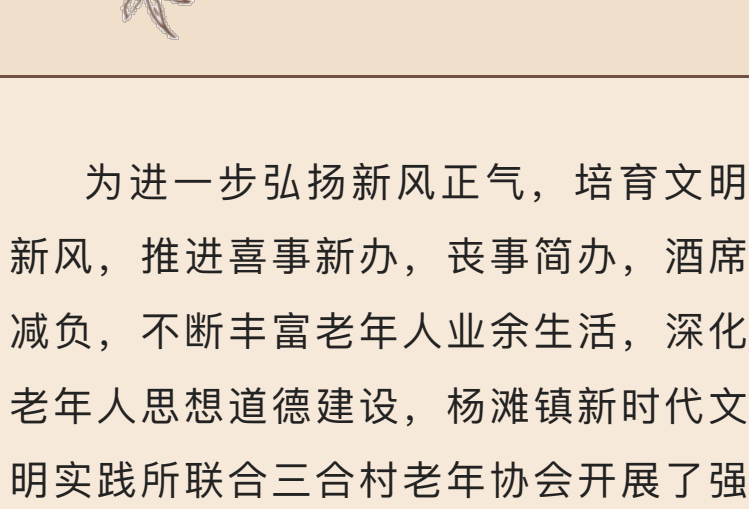 为进一步弘扬新风正气，培育文明
新风，推进喜事新办，丧事简办，酒席
减负，不断丰富老年人业余生活，深化
老年人思想道德建设，杨滩镇新时代文
明实践所联合三合村老年协会开展了强